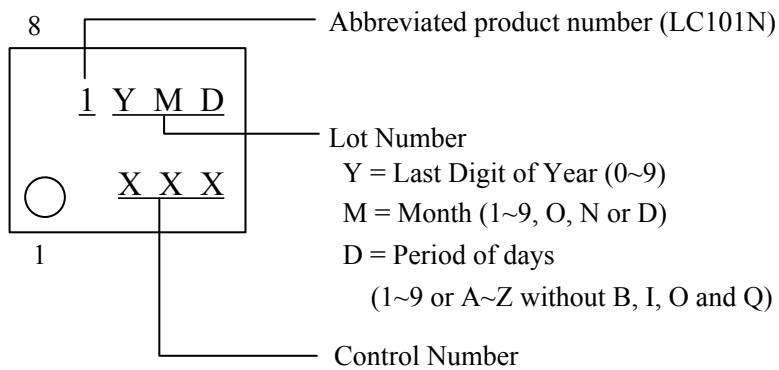 8
Abbreviated product number (LC101N)
1 Y M D
Lot Number
Y = Last Digit of Year (0~9)
X X X
M = Month (1~9, O, N or D)
1
D = Period of days
(1~9 or A~Z without B, I, O and Q)
Control Number